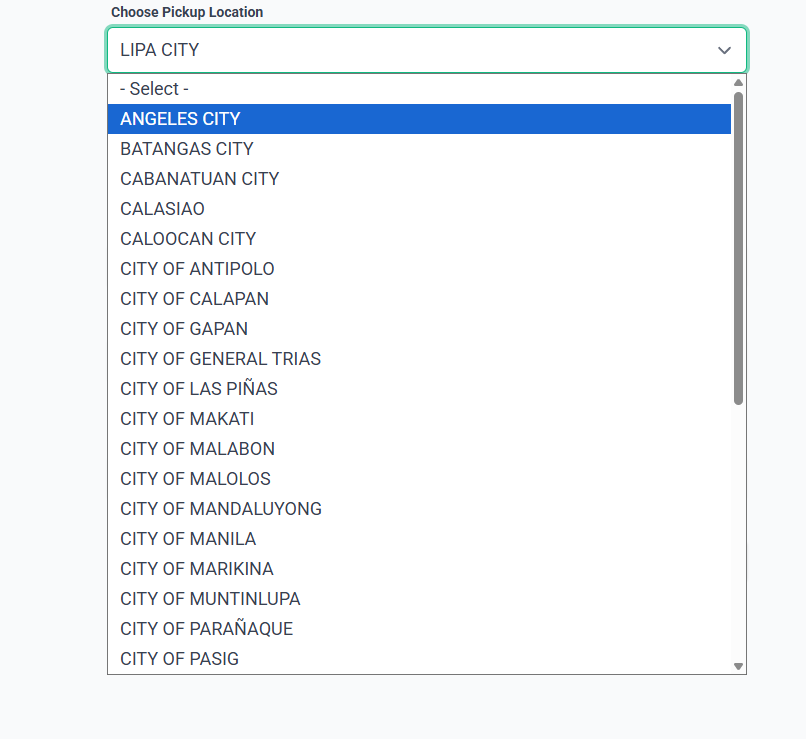 Choose Pickup Location
LIPA CITY
- Select -
ANGELES CITY
BATANGAS CITY
CABANATUAN CITY
CALASIAO
CALOOCAN CITY
CITY OF ANTIPOLO
CITY OF CALAPAN
CITY OF GAPAN
CITY OF GENERAL TRIAS
CITY OF LAS PIÑAS
CITY OF MAKATI
CITY OF MALABON
CITY OF MALOLOS
CITY OF MANDALUYONG
CITY OF MANILA
CITY OF MARIKINA
CITY OF MUNTINLUPA
CITY OF PARAÑAQUE
CITY OF PASIG